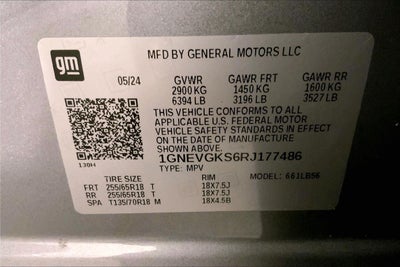 gm
MFD BY GENERAL MOTORS LLC
05/24 GVWR GAWR FRT GAWR RR
2900 KG 1450 KG 1600 KG
6394 LB 3196 LB 3527 LB
THIS VEHICLE CONFORMS TO ALL
APPLICABLE U.S. FEDERAL MOTOR
VEHICLE SAFETY STANDARDS IN EFFECT
ON THE DATE OF MANUFACTURE
SHOWN ABOVE.
1GNEVGKS6RJ177486
TYPE: MPV MODEL: 661LB56
130H
TIRE SIZE RIM
FRT 255/65R18 T 18X7.5J
RR 255/65R18 T 18X7.5J
SPA T135/70R18 M 18X4.5B